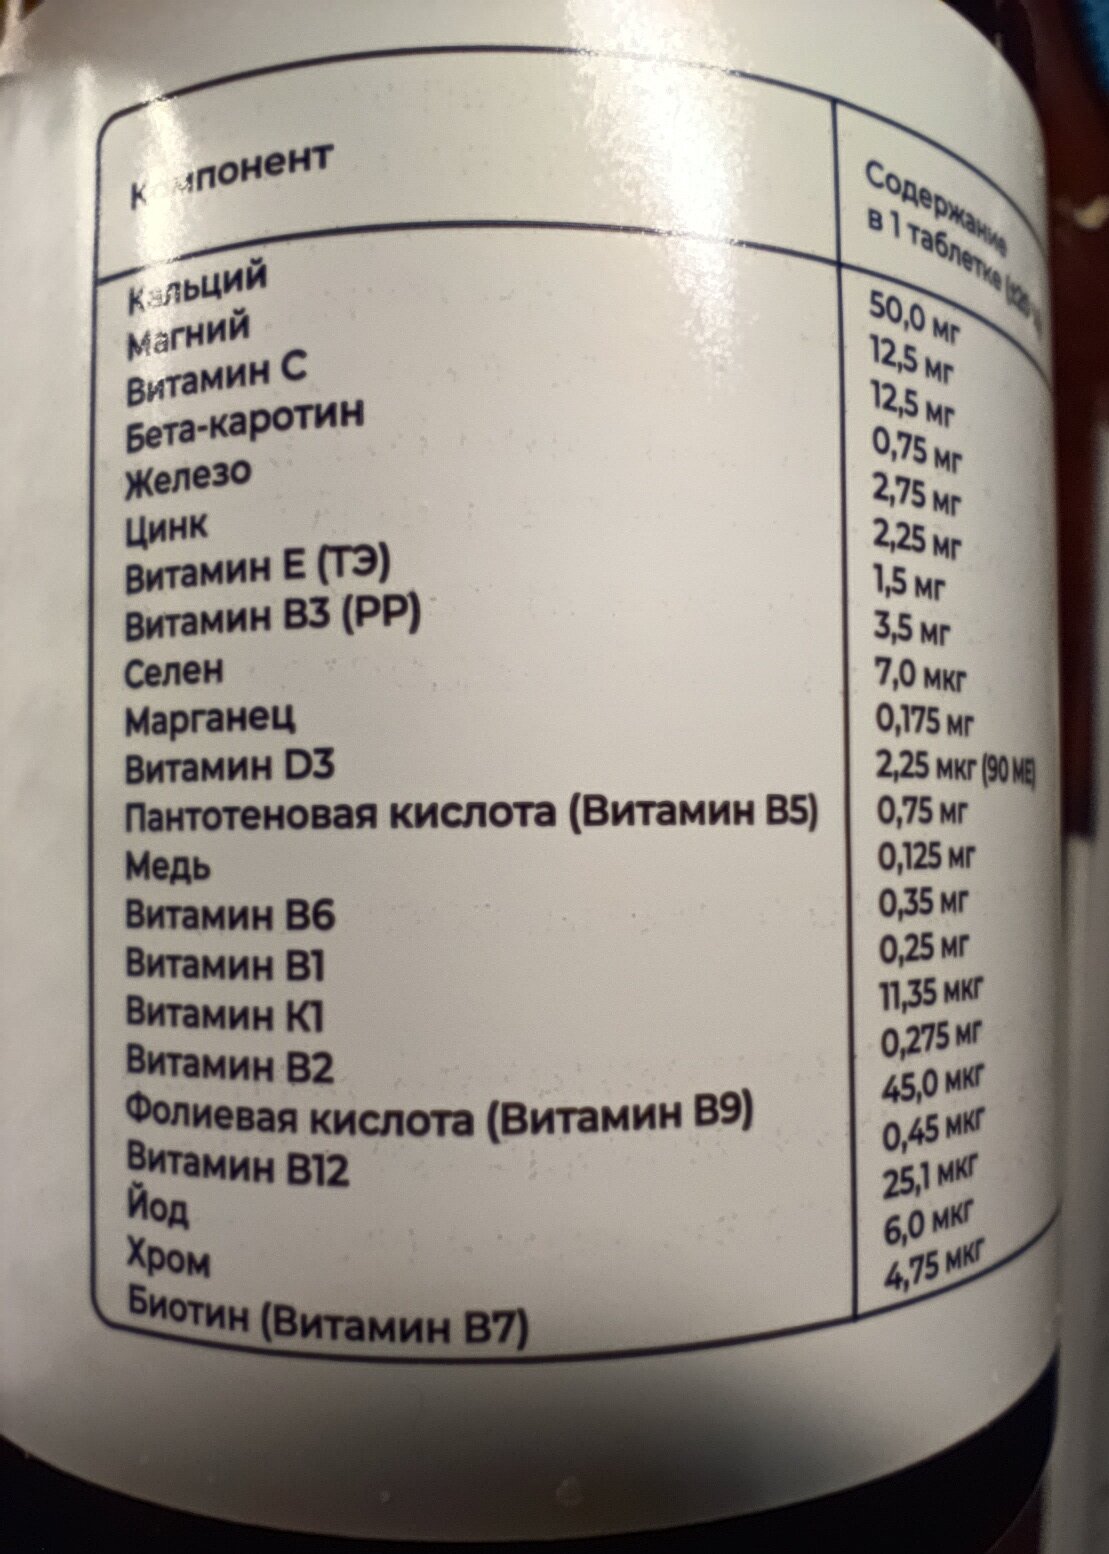 Компонент
Содержание
в 1 таблетке (±20
Кальций 50,0 мг
Магний 12,5 мг
Витамин С 12,5 мг
Бета-каротин 0,75 мг
Железо 2,75 мг
Цинк 2,25 мг
Витамин Е (ТЭ) 1,5 мг
Витамин В3 (РР) 3,5 мг
Селен 7,0 мкг
Марганец 0,175 мг
Витамин D3 2,25 мкг (90 МЕ)
Пантотеновая кислота (Витамин В5) 0,75 мг
Медь 0,125 мг
Витамин В6 0,35 мг
Витамин В1 0,25 мг
Витамин К1 11,35 мкг
Витамин В2 0,275 мг
Фолиевая кислота (Витамин В9) 45,0 мкг
Витамин В12 0,45 мкг
Йод 25,1 мкг
Хром 6,0 мкг
Биотин (Витамин В7) 4,75 мкг